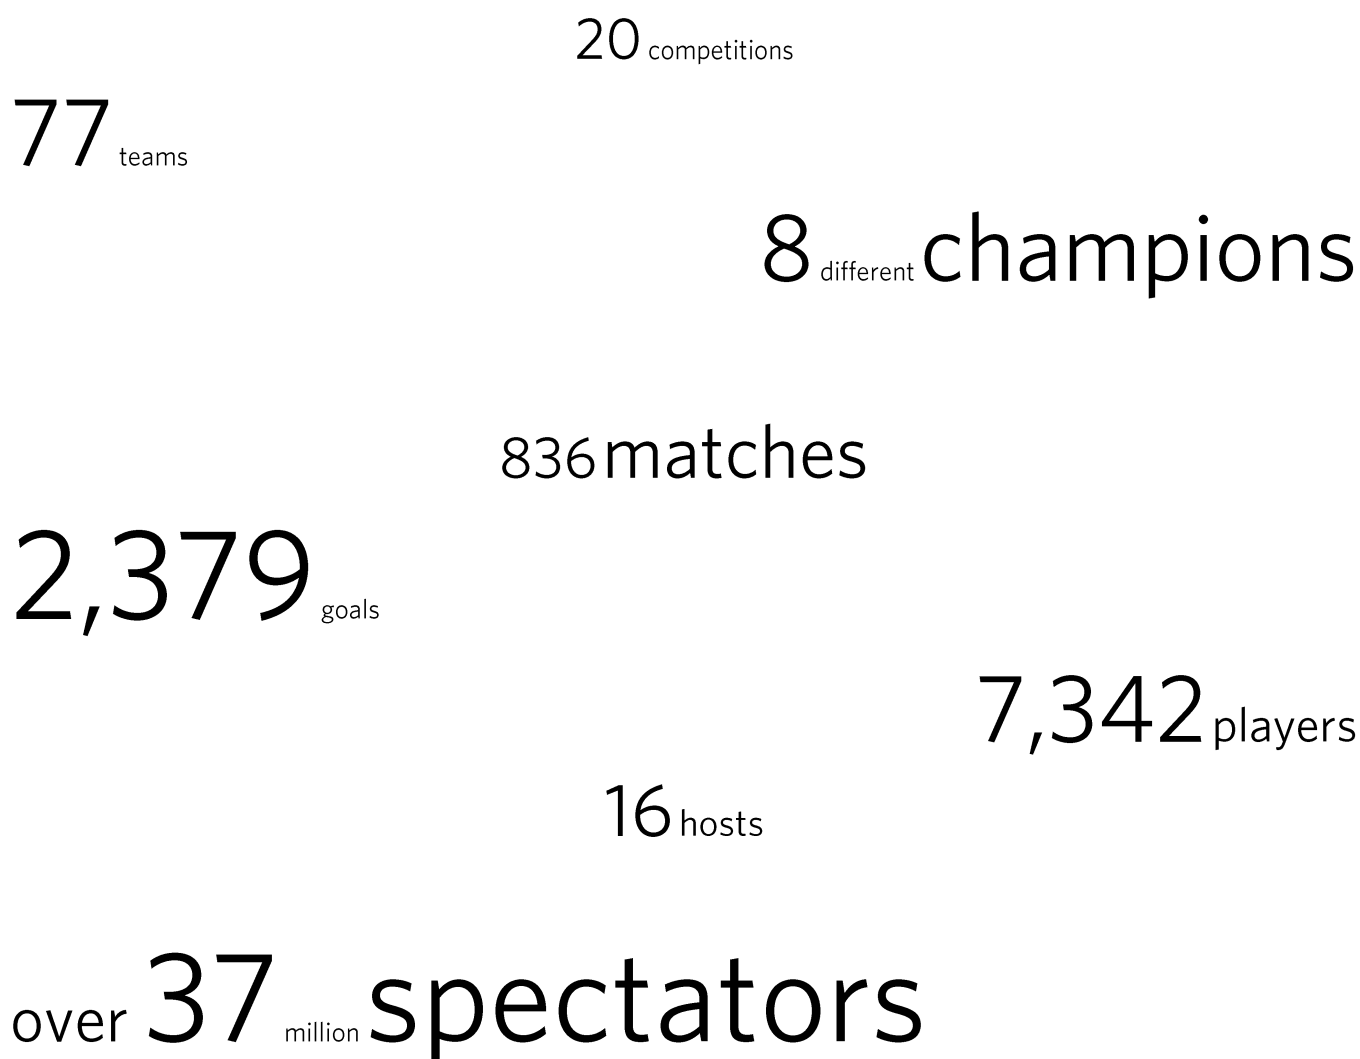 20 competitions
77 teams
8 different champions
836 matches
2,379 goals
7,342 players
16 hosts
over 37 million spectators